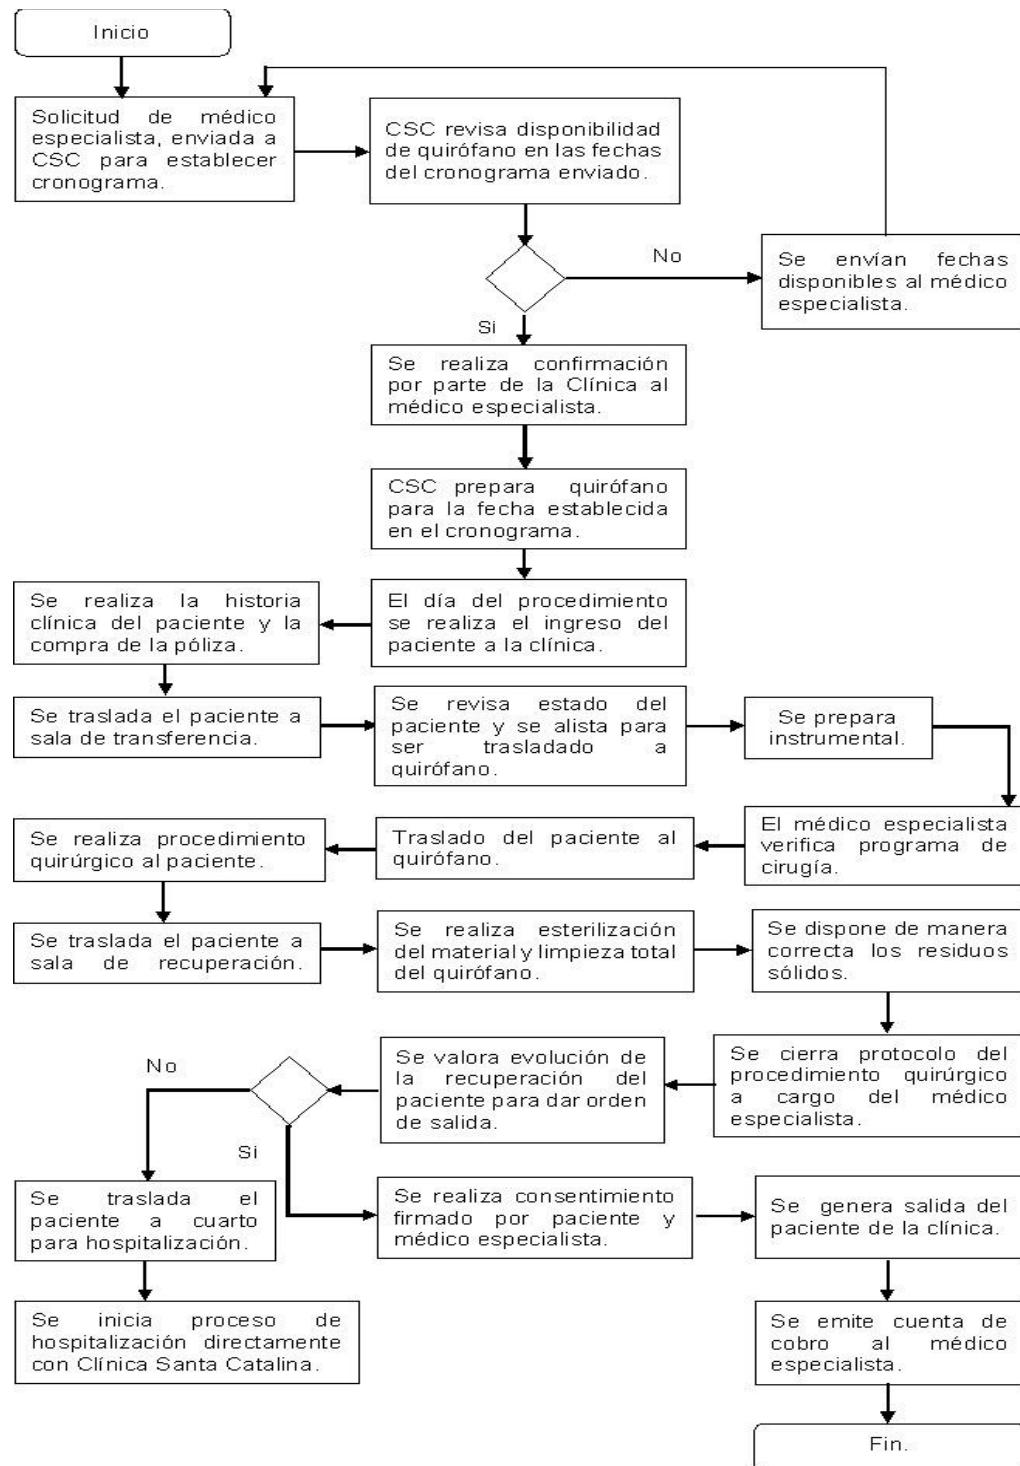 Inicio
Solicitud de médico
especialista, enviada a
CSC para establecer
cronograma.
CSC revisa disponibilidad
de quirófano en las fechas
del cronograma enviado.
No
Se envían fechas
disponibles al médico
especialista.
Si
Se realiza confirmación
por parte de la Clínica al
médico especialista.
CSC prepara quirófano
para la fecha establecida
en el cronograma.
El día del procedimiento
se realiza el ingreso del
paciente a la clínica.
Se realiza la historia
clínica del paciente y la
compra de la póliza.
Se traslada el paciente a
sala de transferencia.
Se revisa estado del
paciente y se alista para
ser trasladado a
quirófano.
Se prepara
instrumental.
El médico especialista
verifica programa de
cirugía.
Traslado del paciente al
quirófano.
Se realiza procedimiento
quirúrgico al paciente.
Se traslada el paciente a
sala de recuperación.
Se realiza esterilización
del material y limpieza total
del quirófano.
Se dispone de manera
correcta los residuos
sólidos.
Se cierra protocolo del
procedimiento quirúrgico
a cargo del médico
especialista.
Se valora evolución de
la recuperación del
paciente para dar orden
de salida.
No
Si
Se traslada el
paciente a cuarto
para hospitalización.
Se inicia proceso de
hospitalización directamente
con Clínica Santa Catalina.
Se realiza consentimiento
firmado por paciente y
médico especialista.
Se genera salida del
paciente de la clínica.
Se emite cuenta de
cobro al médico
especialista.
Fin.